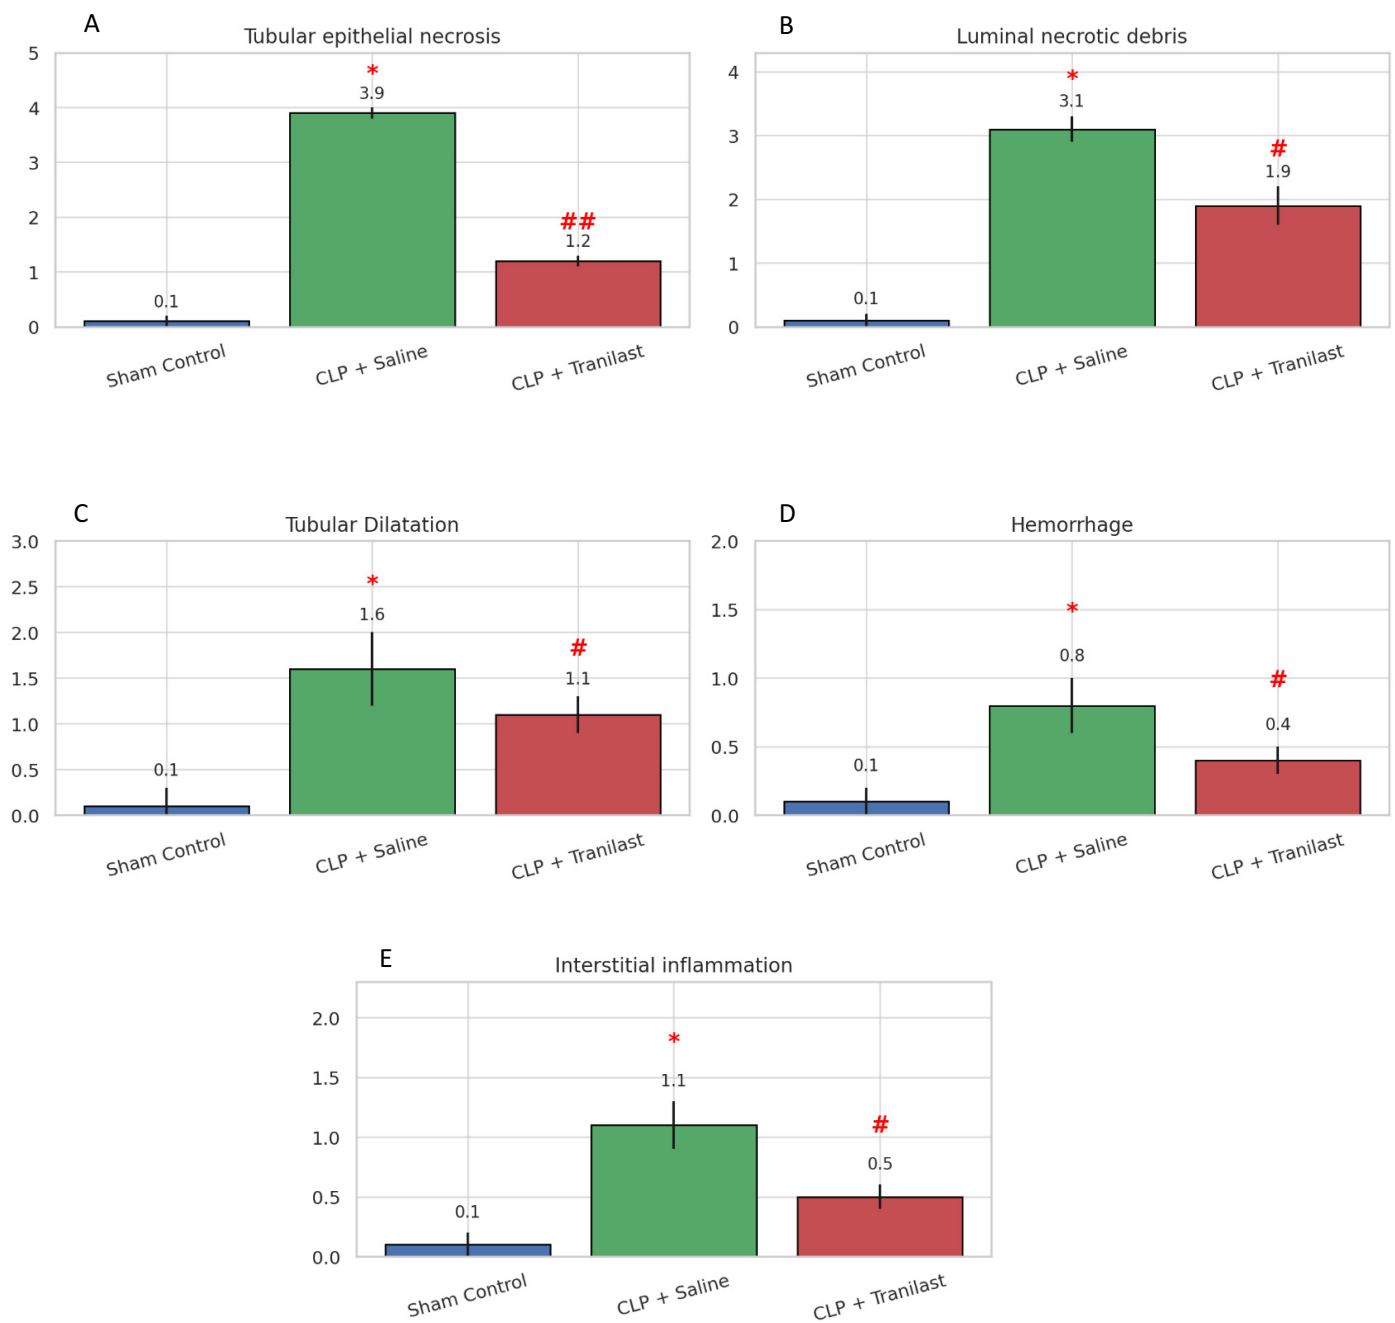 A
Tubular epithelial necrosis
5
4
3
2
1
0
*
3.9
##
1.2
0.1
Sham Control
CLP + Saline
CLP + Tranilast
B
Luminal necrotic debris
4
3
2
1
0
*
3.1
#
1.9
0.1
Sham Control
CLP + Saline
CLP + Tranilast
C
Tubular Dilatation
3.0
2.5
2.0
1.5
1.0
0.5
0.0
*
1.6
#
1.1
0.1
Sham Control
CLP + Saline
CLP + Tranilast
D
Hemorrhage
2.0
1.5
1.0
0.5
0.0
*
0.8
#
0.4
0.1
Sham Control
CLP + Saline
CLP + Tranilast
E
Interstitial inflammation
2.0
1.5
1.0
0.5
0.0
*
1.1
#
0.5
0.1
Sham Control
CLP + Saline
CLP + Tranilast